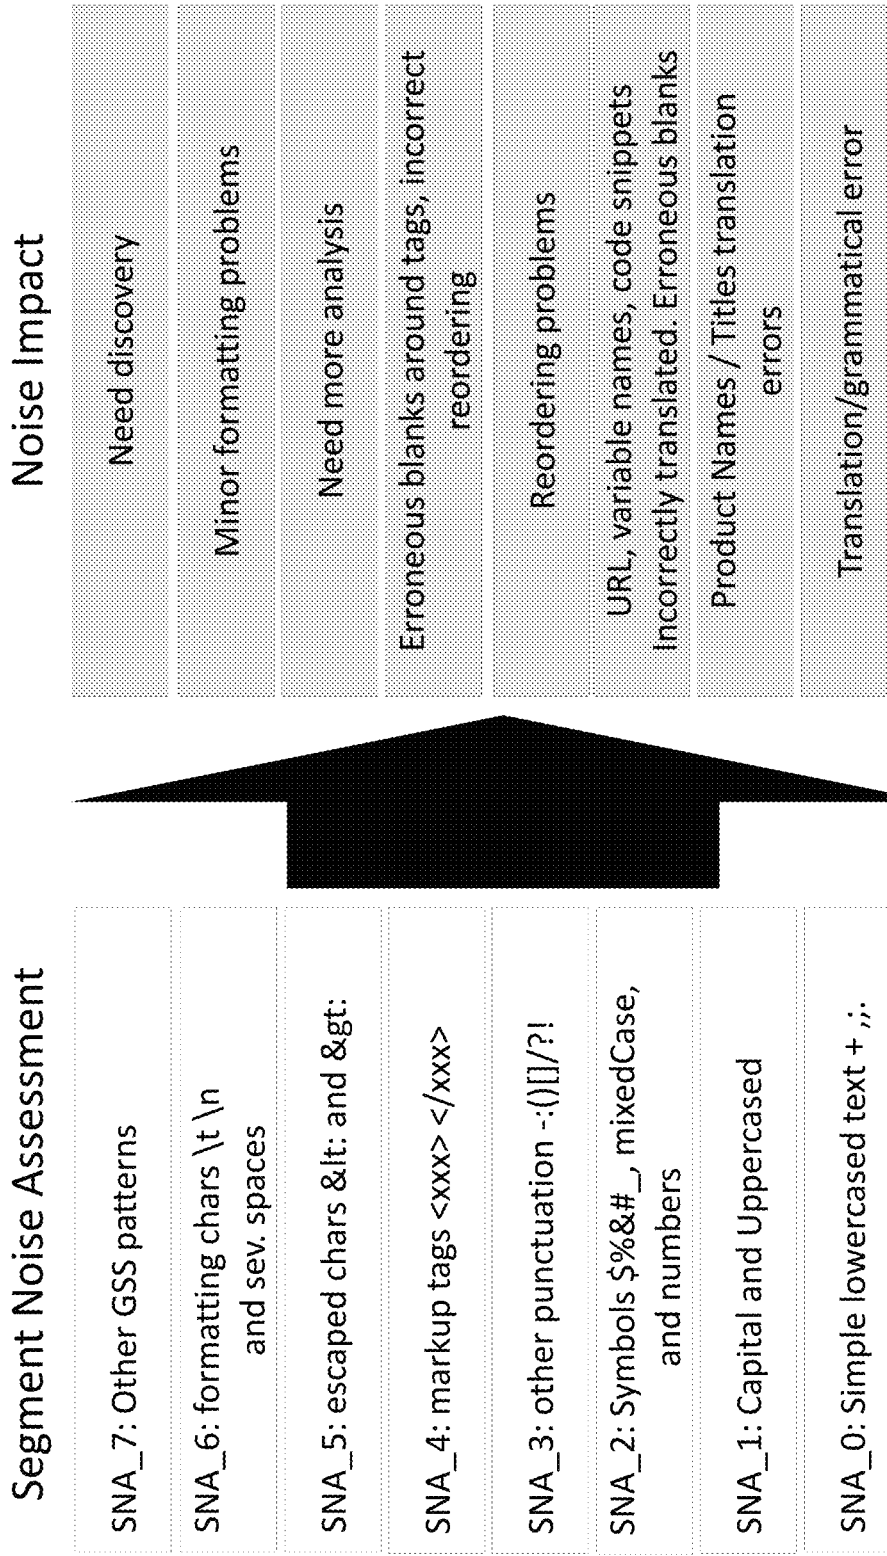 Segment Noise Assessment
SNA_7: Other GSS patterns
SNA_6: formatting chars \t \n
and sev. spaces
SNA_5: escaped chars &lt: and &gt:
SNA_4: markup tags <xxx> </xxx>
SNA_3: other punctuation -:()[]/?!
SNA_2: Symbols $%&#_, mixedCase,
and numbers
SNA_1: Capital and Uppercased
SNA_0: Simple lowercased text + ,;.
Noise Impact
Need discovery
Minor formatting problems
Need more analysis
Erroneous blanks around tags, incorrect
reordering
Reordering problems
URL, variable names, code snippets
Incorrectly translated. Erroneous blanks
Product Names / Titles translation
errors
Translation/grammatical error